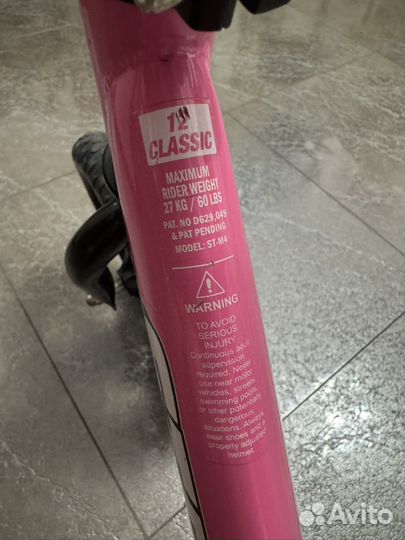 12"
CLASSIC
MAXIMUM
RIDER WEIGHT
27 KG / 60 LBS
PAT. NO D629,049
& PAT PENDING
MODEL: ST-M4
WARNING
TO AVOID
SERIOUS
INJURY
Continuous adult
supervision
required. Never
use near motor
vehicles, streets,
swimming pools,
or other potentially
dangerous
situations. Always
wear shoes and a
properly adjusted
helmet.
Avito